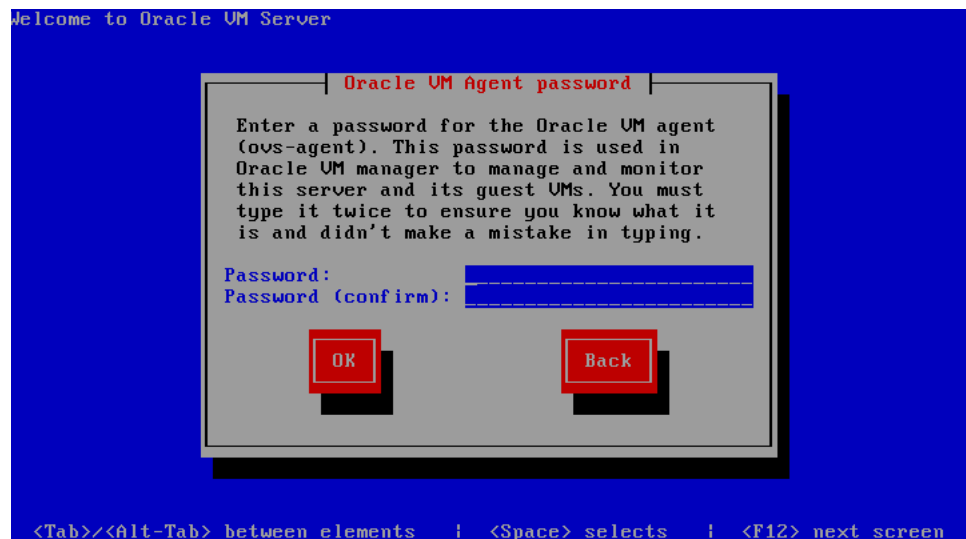 Welcome to Oracle VM Server
Oracle VM Agent password
Enter a password for the Oracle VM agent
(ovs-agent). This password is used in
Oracle VM manager to manage and monitor
this server and its guest VMs. You must
type it twice to ensure you know what it
is and didn't make a mistake in typing.
Password:
Password (confirm):
OK Back
<Tab>/<Alt-Tab> between elements | <Space> selects | <F12> next screen